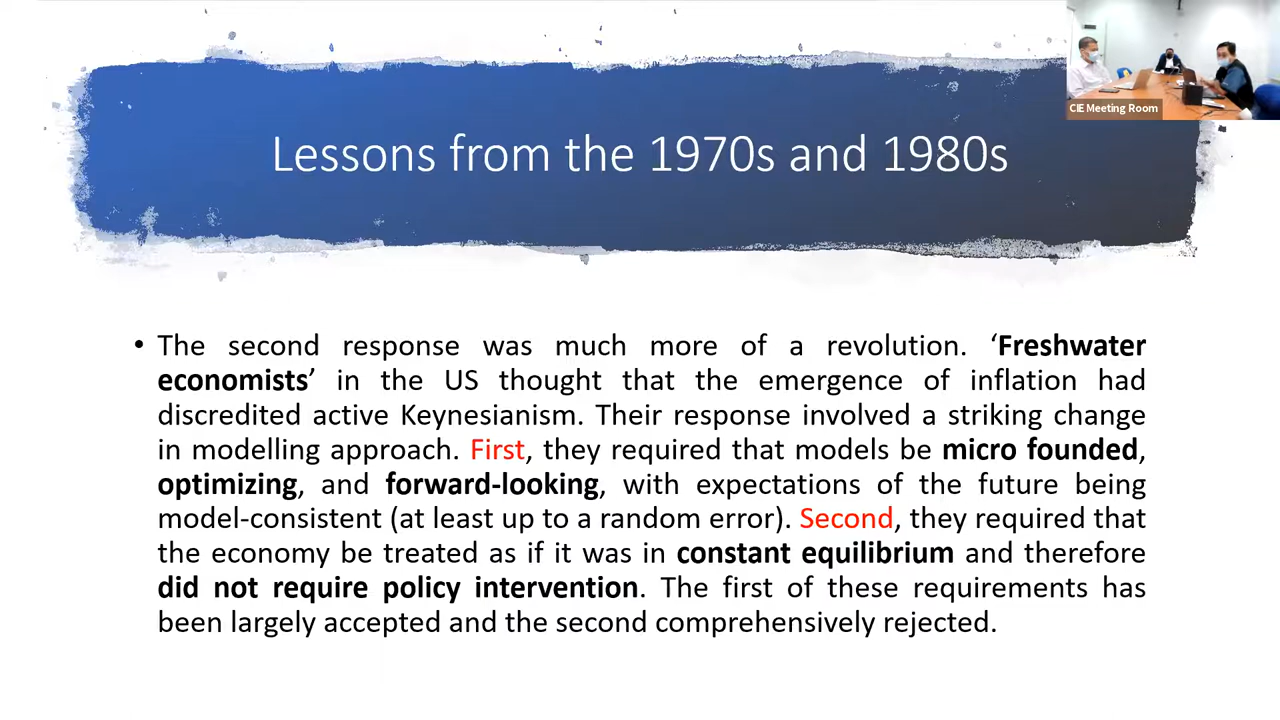 CIE Meeting Room
Lessons from the 1970s and 1980s
• The second response was much more of a revolution. ‘Freshwater
economists’ in the US thought that the emergence of inflation had
discredited active Keynesianism. Their response involved a striking change
in modelling approach. First, they required that models be micro founded,
optimizing, and forward-looking, with expectations of the future being
model-consistent (at least up to a random error). Second, they required that
the economy be treated as if it was in constant equilibrium and therefore
did not require policy intervention. The first of these requirements has
been largely accepted and the second comprehensively rejected.